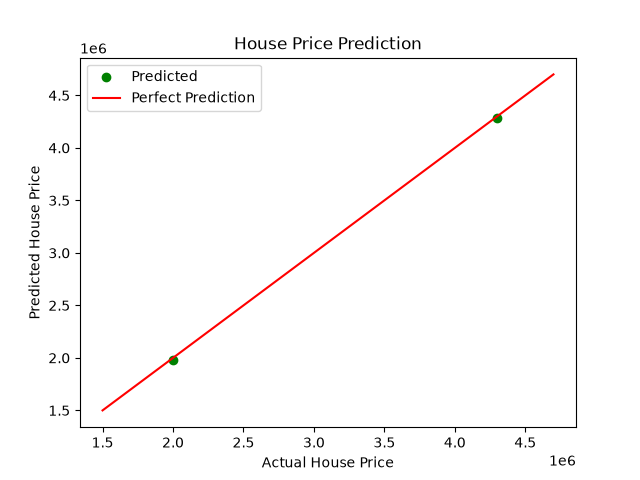 House Price Prediction
1e6
Predicted
Perfect Prediction
4.5
4.0
3.5
3.0
2.5
2.0
1.5
Predicted House Price
1.5 2.0 2.5 3.0 3.5 4.0 4.5
Actual House Price
1e6